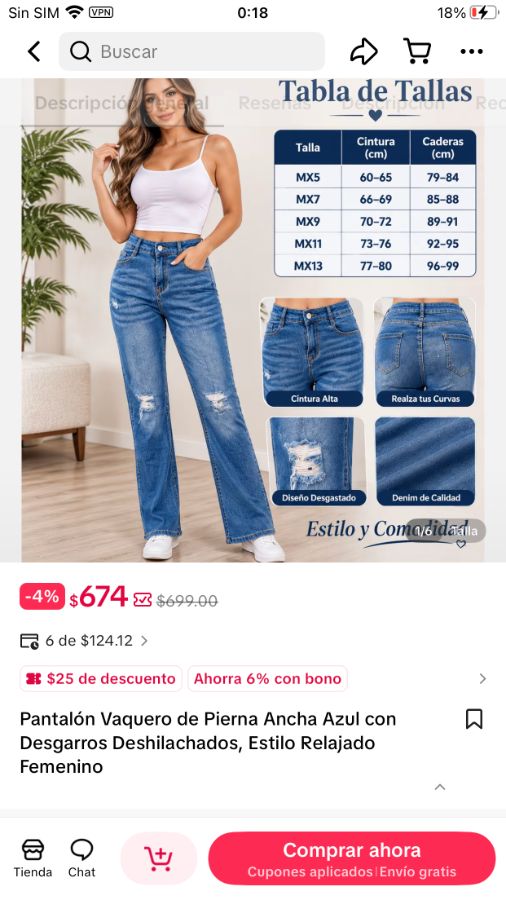 Sin SIM VPN 0:18 18%
Buscar
Descripción general Reseñas Descripción Rec
Tabla de Tallas
Talla Cintura (cm) Caderas (cm)
MX5 60–65 79–84
MX7 66–69 85–88
MX9 70–72 89–91
MX11 73–76 92–95
MX13 77–80 96–99
Cintura Alta Realza tus Curvas
Diseño Desgastado Denim de Calidad
Estilo y Comodidad
1/6 Talla
-4% $674 $699.00
6 de $124.12
$25 de descuento Ahorra 6% con bono
Pantalón Vaquero de Pierna Ancha Azul con
Desgarros Deshilachados, Estilo Relajado
Femenino
Tienda Chat
Comprar ahora
Cupones aplicados Envío gratis